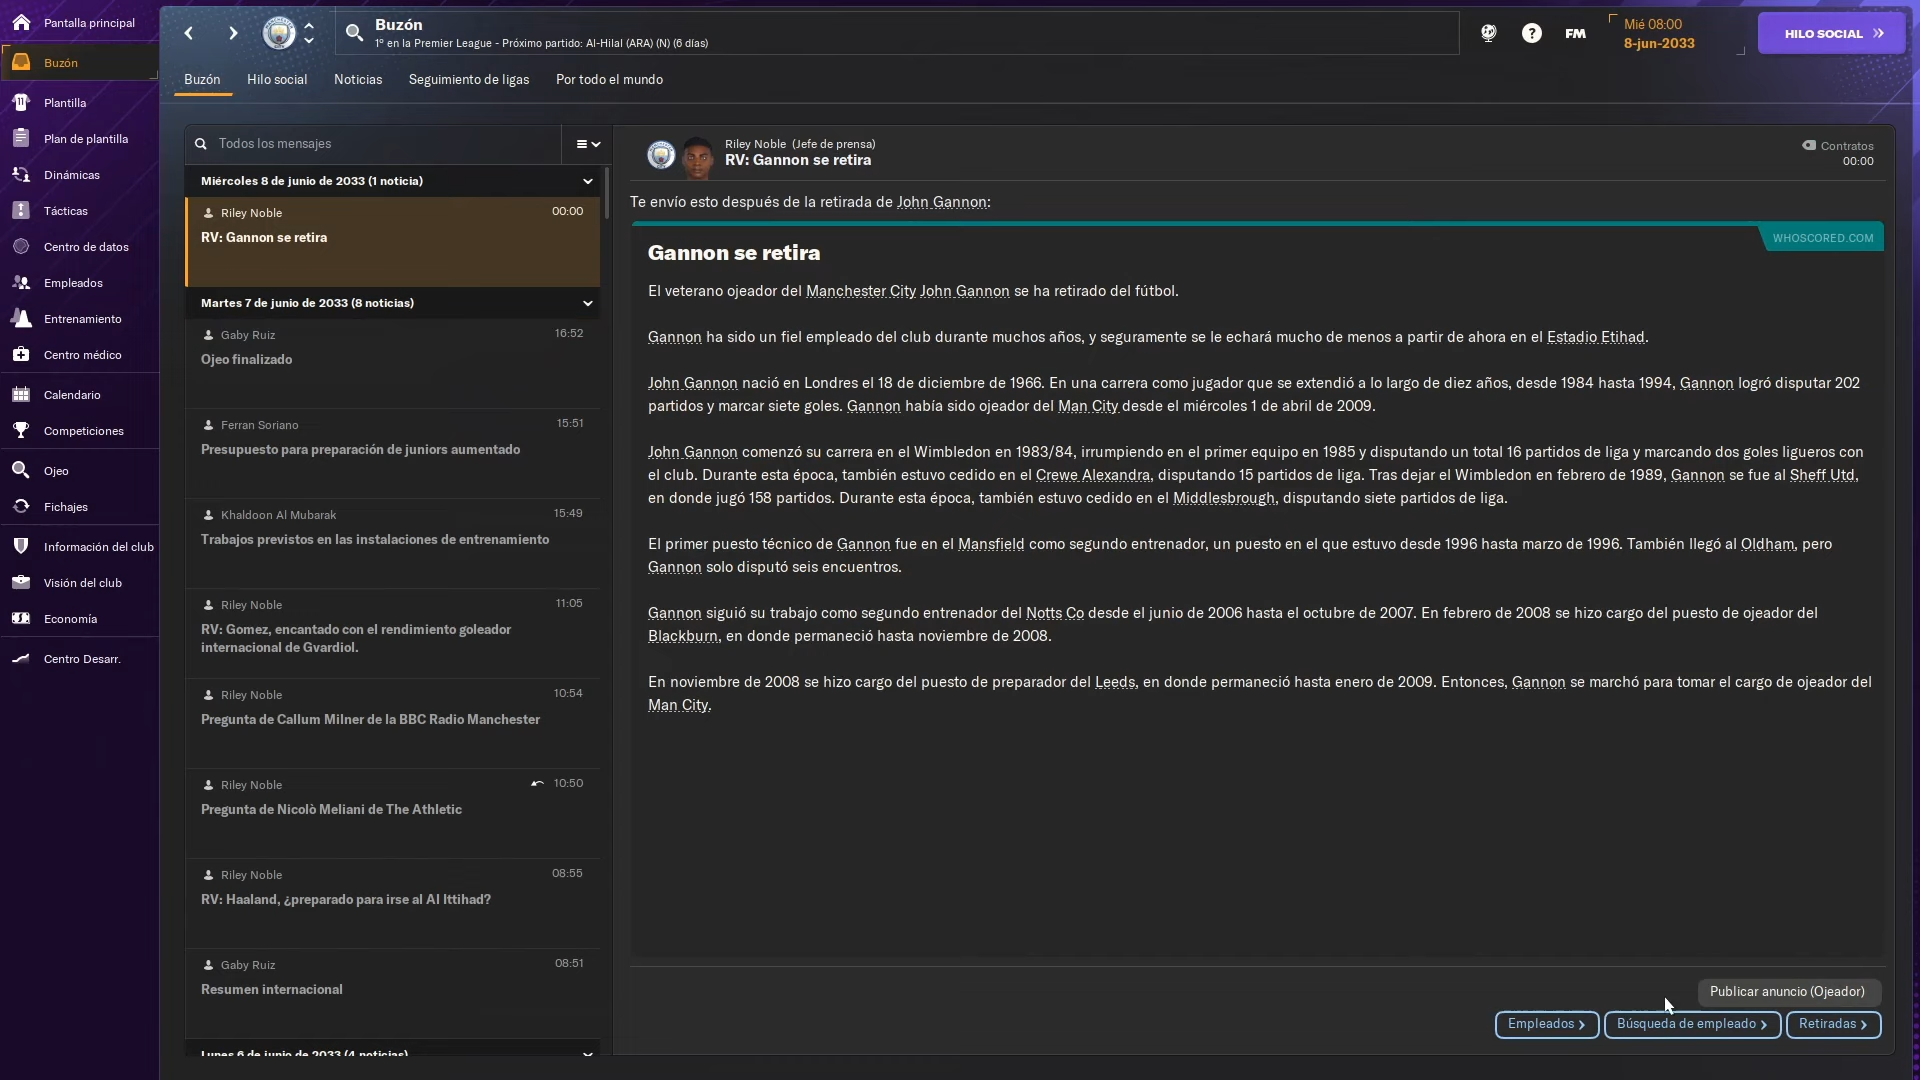 Pantalla principal
Buzón
Plantilla
Plan de plantilla
Dinámicas
Tácticas
Centro de datos
Empleados
Entrenamiento
Centro médico
Calendario
Competiciones
Ojeo
Fichajes
Información del club
Visión del club
Economía
Centro Desarr.
Buzón
1º en la Premier League - Próximo partido: Al-Hilal (ARA) (N) (6 días)
FM
Mié 08:00
8-jun-2033
HILO SOCIAL
Buzón Hilo social Noticias Seguimiento de ligas Por todo el mundo
Todos los mensajes
Miércoles 8 de junio de 2033 (1 noticia)
Riley Noble 00:00
RV: Gannon se retira
Martes 7 de junio de 2033 (8 noticias)
Gaby Ruiz 16:52
Ojeo finalizado
Ferran Soriano 15:51
Presupuesto para preparación de juniors aumentado
Khaldoon Al Mubarak 15:49
Trabajos previstos en las instalaciones de entrenamiento
Riley Noble 11:05
RV: Gomez, encantado con el rendimiento goleador
internacional de Gvardiol.
Riley Noble 10:54
Pregunta de Callum Milner de la BBC Radio Manchester
Riley Noble 10:50
Pregunta de Nicolò Meliani de The Athletic
Riley Noble 08:55
RV: Haaland, ¿preparado para irse al Al Ittihad?
Gaby Ruiz 08:51
Resumen internacional
Lunes 6 de junio de 2033 (4 noticias)
Riley Noble (Jefe de prensa)
RV: Gannon se retira
Contratos
00:00
Te envío esto después de la retirada de John Gannon:
WHOSCORED.COM
Gannon se retira
El veterano ojeador del Manchester City John Gannon se ha retirado del fútbol.
Gannon ha sido un fiel empleado del club durante muchos años, y seguramente se le echará mucho de menos a partir de ahora en el Estadio Etihad.
John Gannon nació en Londres el 18 de diciembre de 1966. En una carrera como jugador que se extendió a lo largo de diez años, desde 1984 hasta 1994, Gannon logró disputar 202
partidos y marcar siete goles. Gannon había sido ojeador del Man City desde el miércoles 1 de abril de 2009.
John Gannon comenzó su carrera en el Wimbledon en 1983/84, irrumpiendo en el primer equipo en 1985 y disputando un total 16 partidos de liga y marcando dos goles ligueros con
el club. Durante esta época, también estuvo cedido en el Crewe Alexandra, disputando 15 partidos de liga. Tras dejar el Wimbledon en febrero de 1989, Gannon se fue al Sheff Utd,
en donde jugó 158 partidos. Durante esta época, también estuvo cedido en el Middlesbrough, disputando siete partidos de liga.
El primer puesto técnico de Gannon fue en el Mansfield como segundo entrenador, un puesto en el que estuvo desde 1996 hasta marzo de 1996. También llegó al Oldham, pero
Gannon solo disputó seis encuentros.
Gannon siguió su trabajo como segundo entrenador del Notts Co desde el junio de 2006 hasta el octubre de 2007. En febrero de 2008 se hizo cargo del puesto de ojeador del
Blackburn, en donde permaneció hasta noviembre de 2008.
En noviembre de 2008 se hizo cargo del puesto de preparador del Leeds, en donde permaneció hasta enero de 2009. Entonces, Gannon se marchó para tomar el cargo de ojeador del
Man City.
Publicar anuncio (Ojeador)
Empleados
Búsqueda de empleado
Retiradas